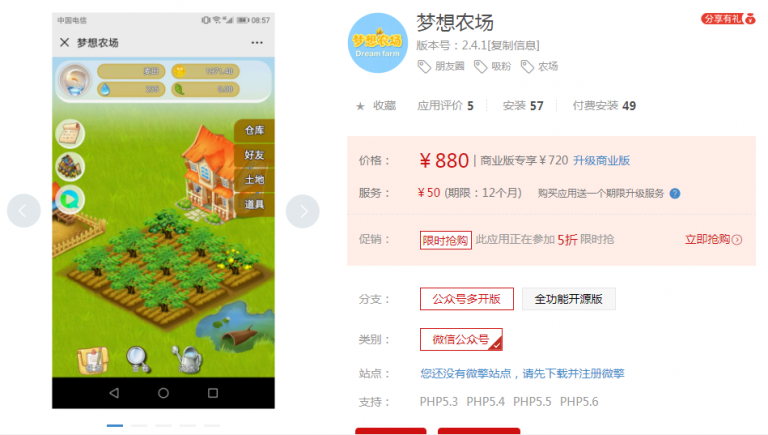 中国电信 08:57
梦想农场
1971.40
0.00
仓库
好友
土地
道具
梦想农场
Dream farm
梦想农场
版本号：2.4.1[复制信息]
朋友圈 吸粉 农场
分享有礼
★ 收藏 应用评价 5 安装 57 付费安装 49
价格： ¥880 | 商业版专享￥720 升级商业版
服务： ¥50 (期限：12个月) 购买应用送一个期限升级服务 ?
促销： 限时抢购 此应用正在参加 5折 限时抢 立即抢购
分支： 公众号多开版 全功能开源版
类别： 微信公众号
站点： 您还没有微擎站点，请先下载并注册微擎
支持： PHP5.3 PHP5.4 PHP5.5 PHP5.6